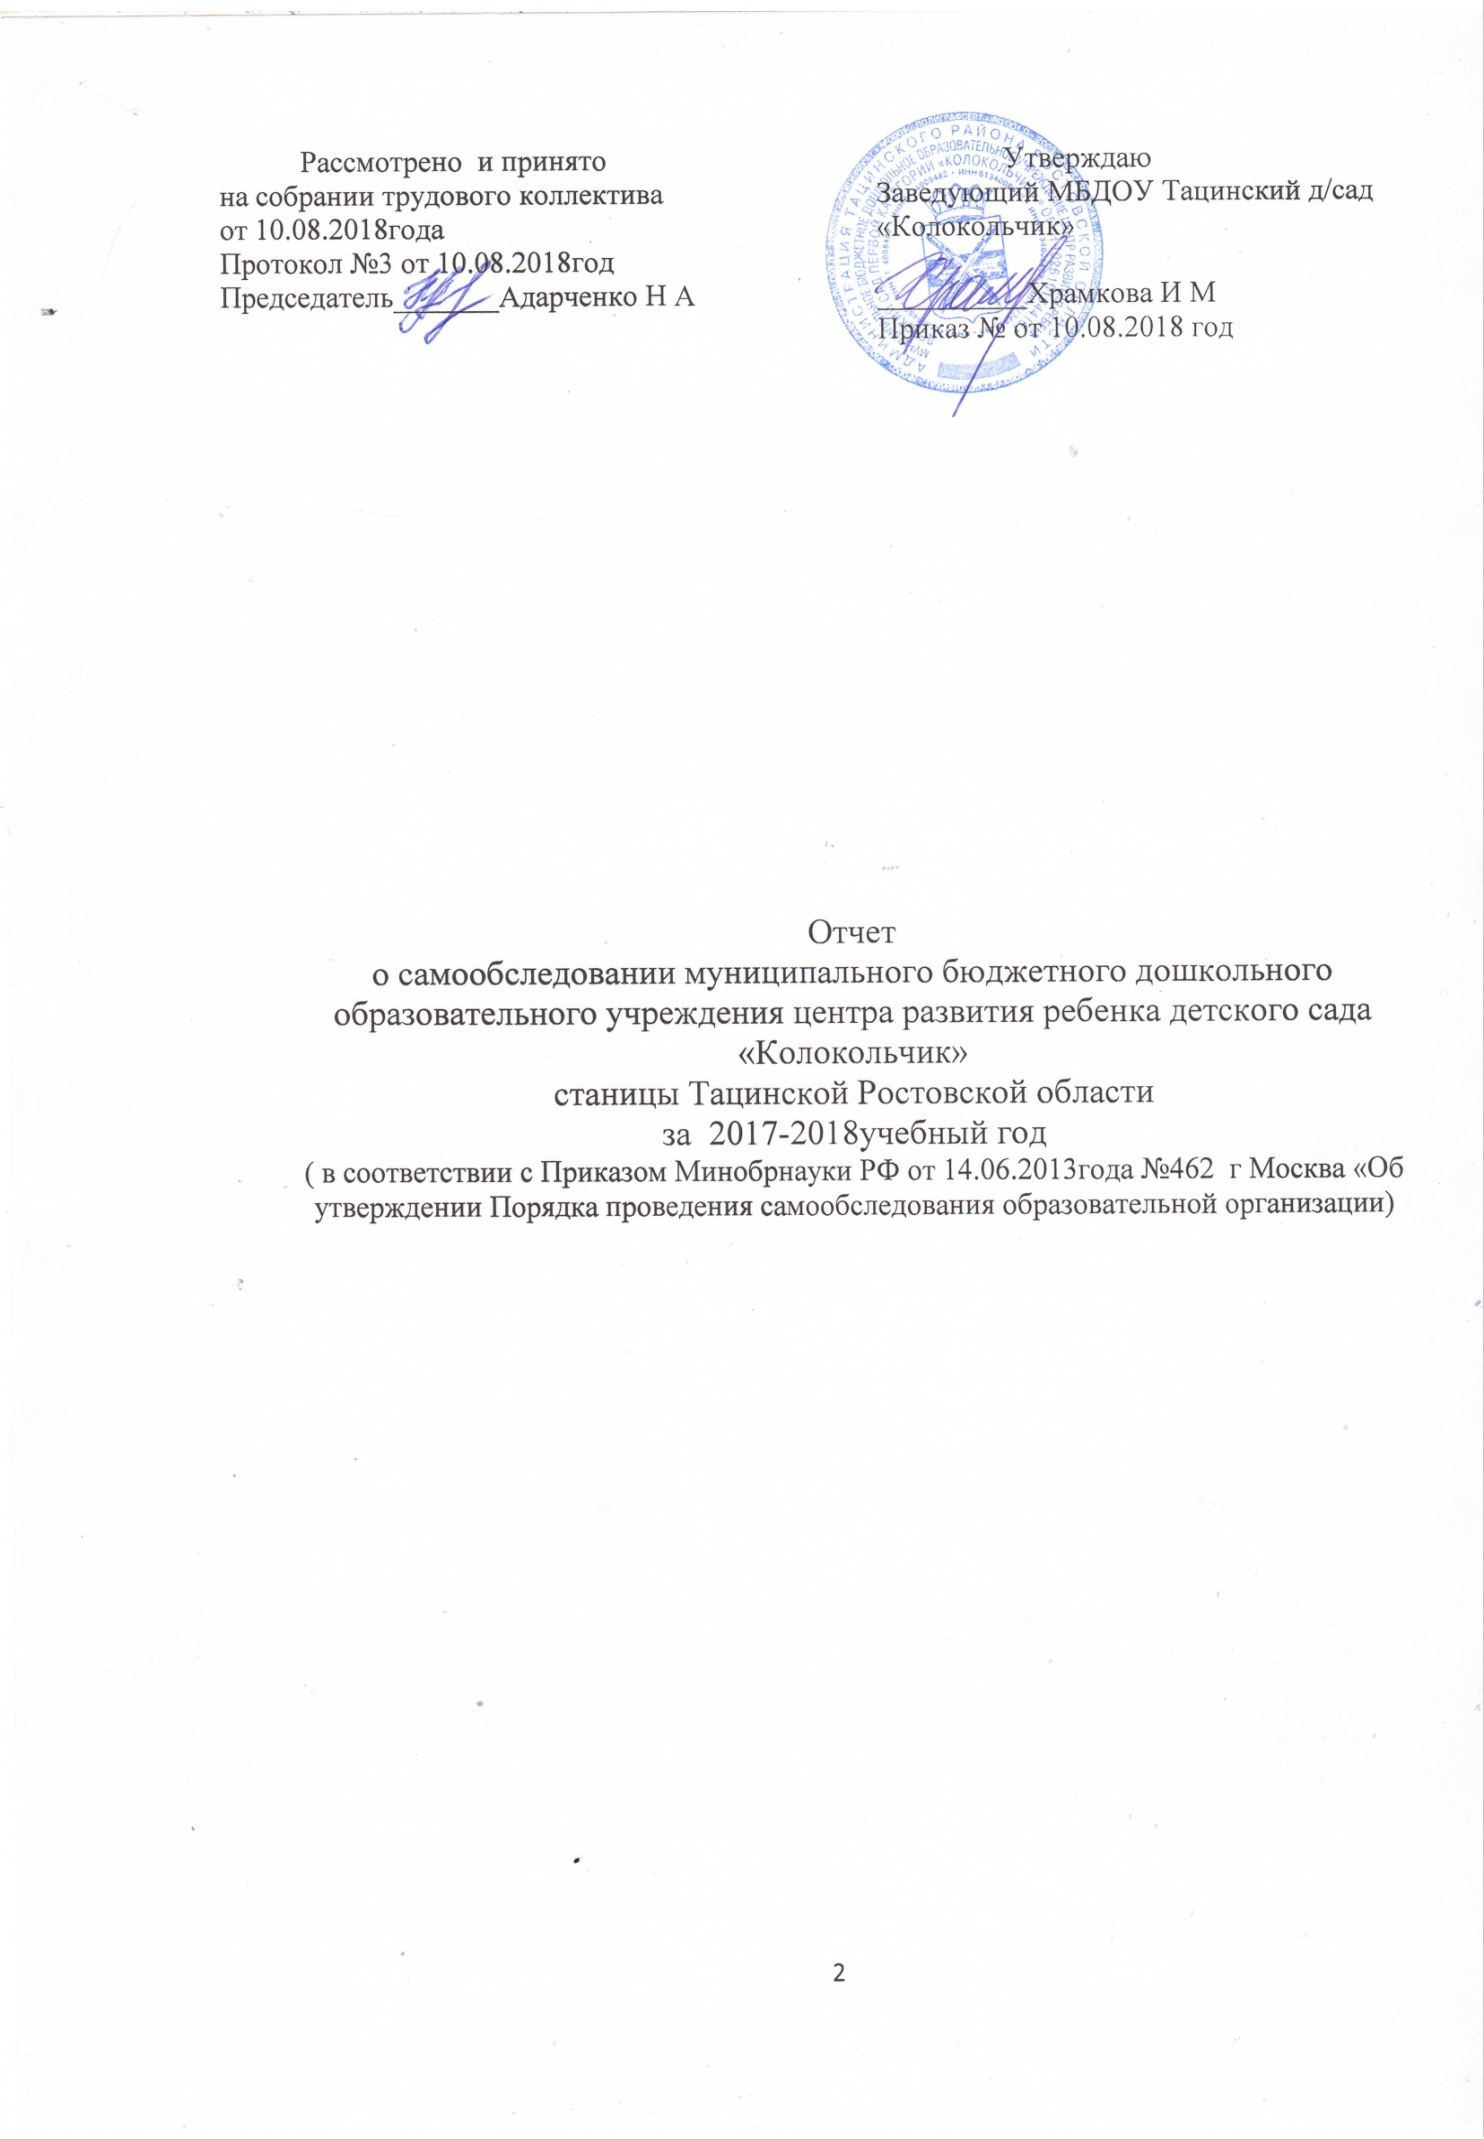 Рассмотрено и принято
на собрании трудового коллектива
от 10.08.2018года
Протокол №3 от 10.08.2018год
Председатель_______Адарченко Н А
Утверждаю
Заведующий МБДОУ Тацинский д/сад
«Колокольчик»
__________Храмкова И М
Приказ № от 10.08.2018 год
Отчет
о самообследовании муниципального бюджетного дошкольного
образовательного учреждения центра развития ребенка детского сада
«Колокольчик»
станицы Тацинской Ростовской области
за 2017-2018учебный год
( в соответствии с Приказом Минобрнауки РФ от 14.06.2013года №462 г Москва «Об
утверждении Порядка проведения самообследования образовательной организации)
2